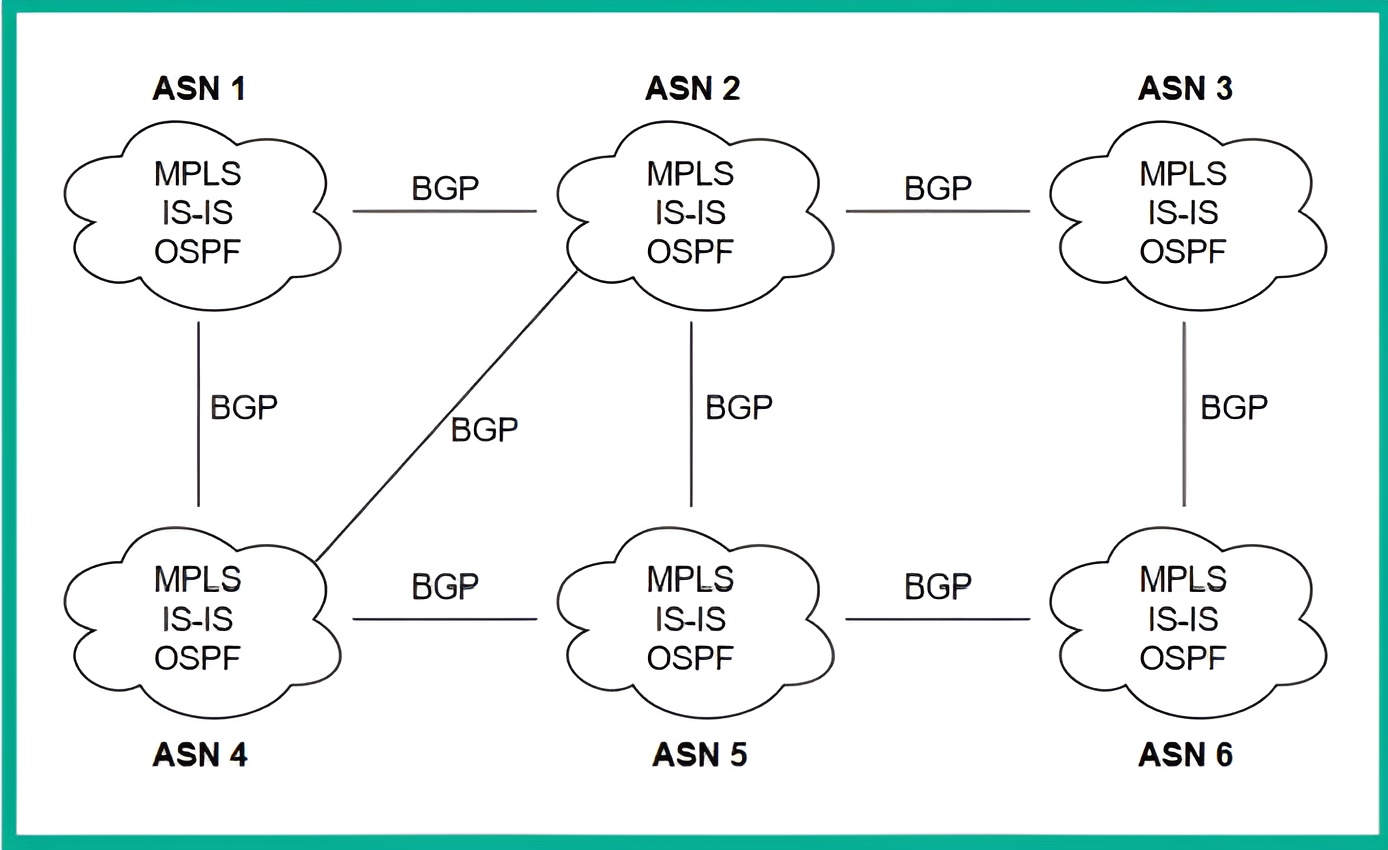 ASN 1
ASN 2
ASN 3
MPLS
IS-IS
OSPF
BGP
MPLS
IS-IS
OSPF
BGP
MPLS
IS-IS
OSPF
BGP
BGP
BGP
BGP
MPLS
IS-IS
OSPF
BGP
MPLS
IS-IS
OSPF
BGP
MPLS
IS-IS
OSPF
ASN 4
ASN 5
ASN 6